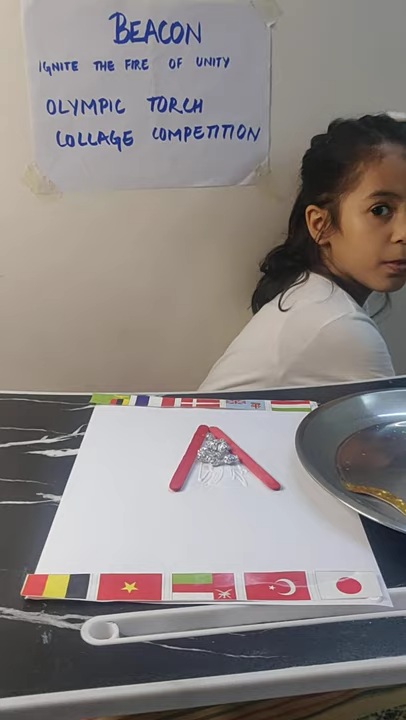 BEACON
IGNITE THE FIRE OF UNITY
OLYMPIC TORCH
COLLAGE COMPETITION